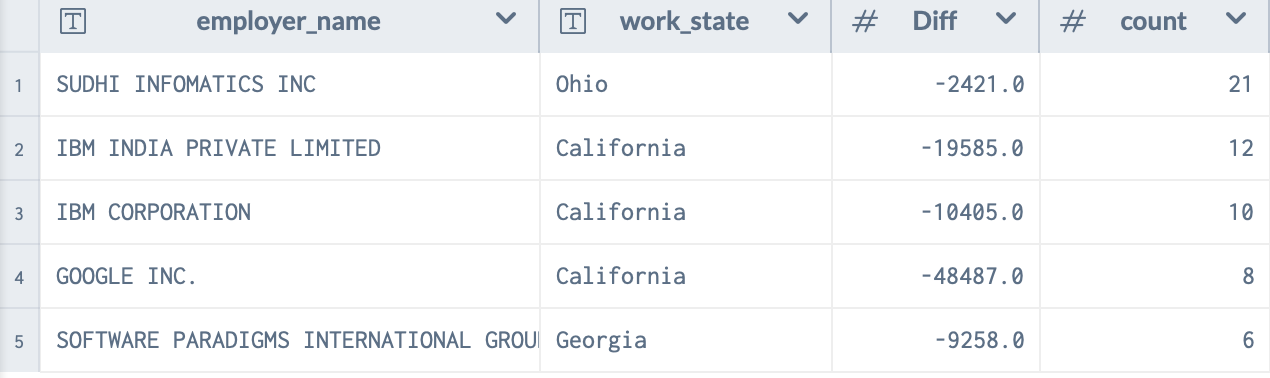 employer_name work_state # Diff # count
1 SUDHI INFOMATICS INC Ohio -2421.0 21
2 IBM INDIA PRIVATE LIMITED California -19585.0 12
3 IBM CORPORATION California -10405.0 10
4 GOOGLE INC. California -48487.0 8
5 SOFTWARE PARADIGMS INTERNATIONAL GROU Georgia -9258.0 6